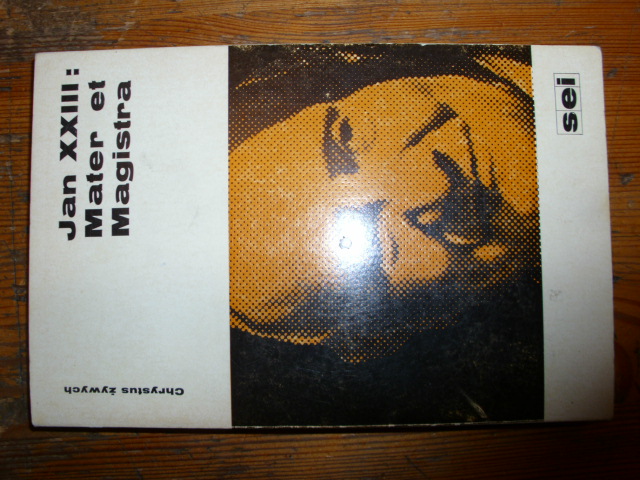 Jan XXIII:
Mater et
Magistra
Chrystus żywych
sei